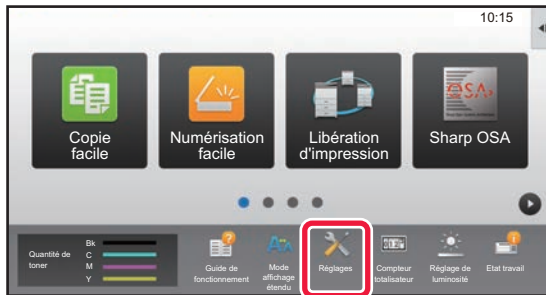 10:15
Copie
facile
Numérisation
facile
Libération
d'impression
OSA
Sharp OSA
Quantité de
toner
Bk
C
M
Y
Guide de
fonctionnement
Mode
affichage
étendu
Réglages
Compteur
totalisateur
Réglage de
luminosité
Etat travail